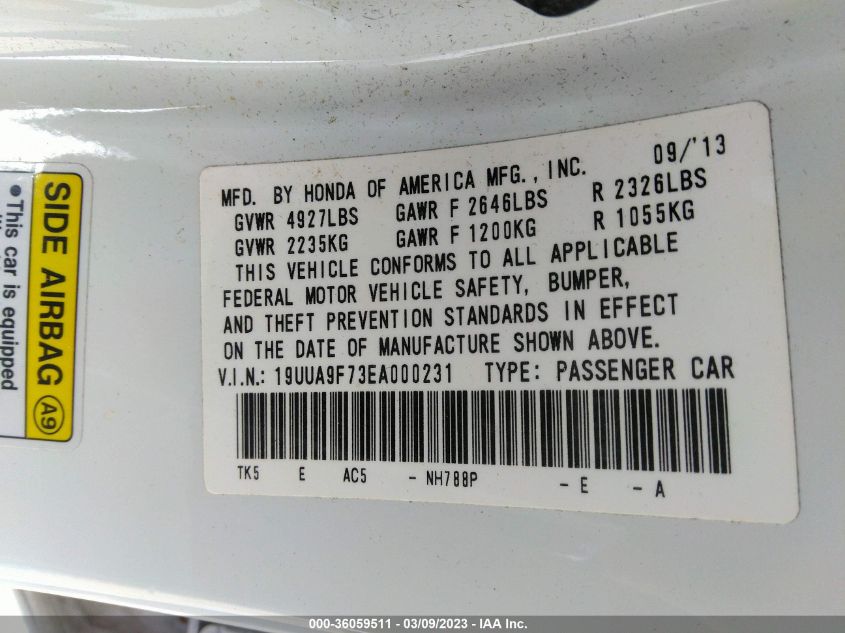 MFD. BY HONDA OF AMERICA MFG., INC. 09/'13
GVWR 4927LBS GAWR F 2646LBS R 2326LBS
GVWR 2235KG GAWR F 1200KG R 1055KG
THIS VEHICLE CONFORMS TO ALL APPLICABLE
FEDERAL MOTOR VEHICLE SAFETY, BUMPER,
AND THEFT PREVENTION STANDARDS IN EFFECT
ON THE DATE OF MANUFACTURE SHOWN ABOVE.
V.I.N.: 19UUA9F73EA000231 TYPE: PASSENGER CAR
TK5 E AC5 - NH788P - E - A
SIDE AIRBAG A9
•This car is equipped
000-36059511 | 03/09/2023 | IAA Inc.